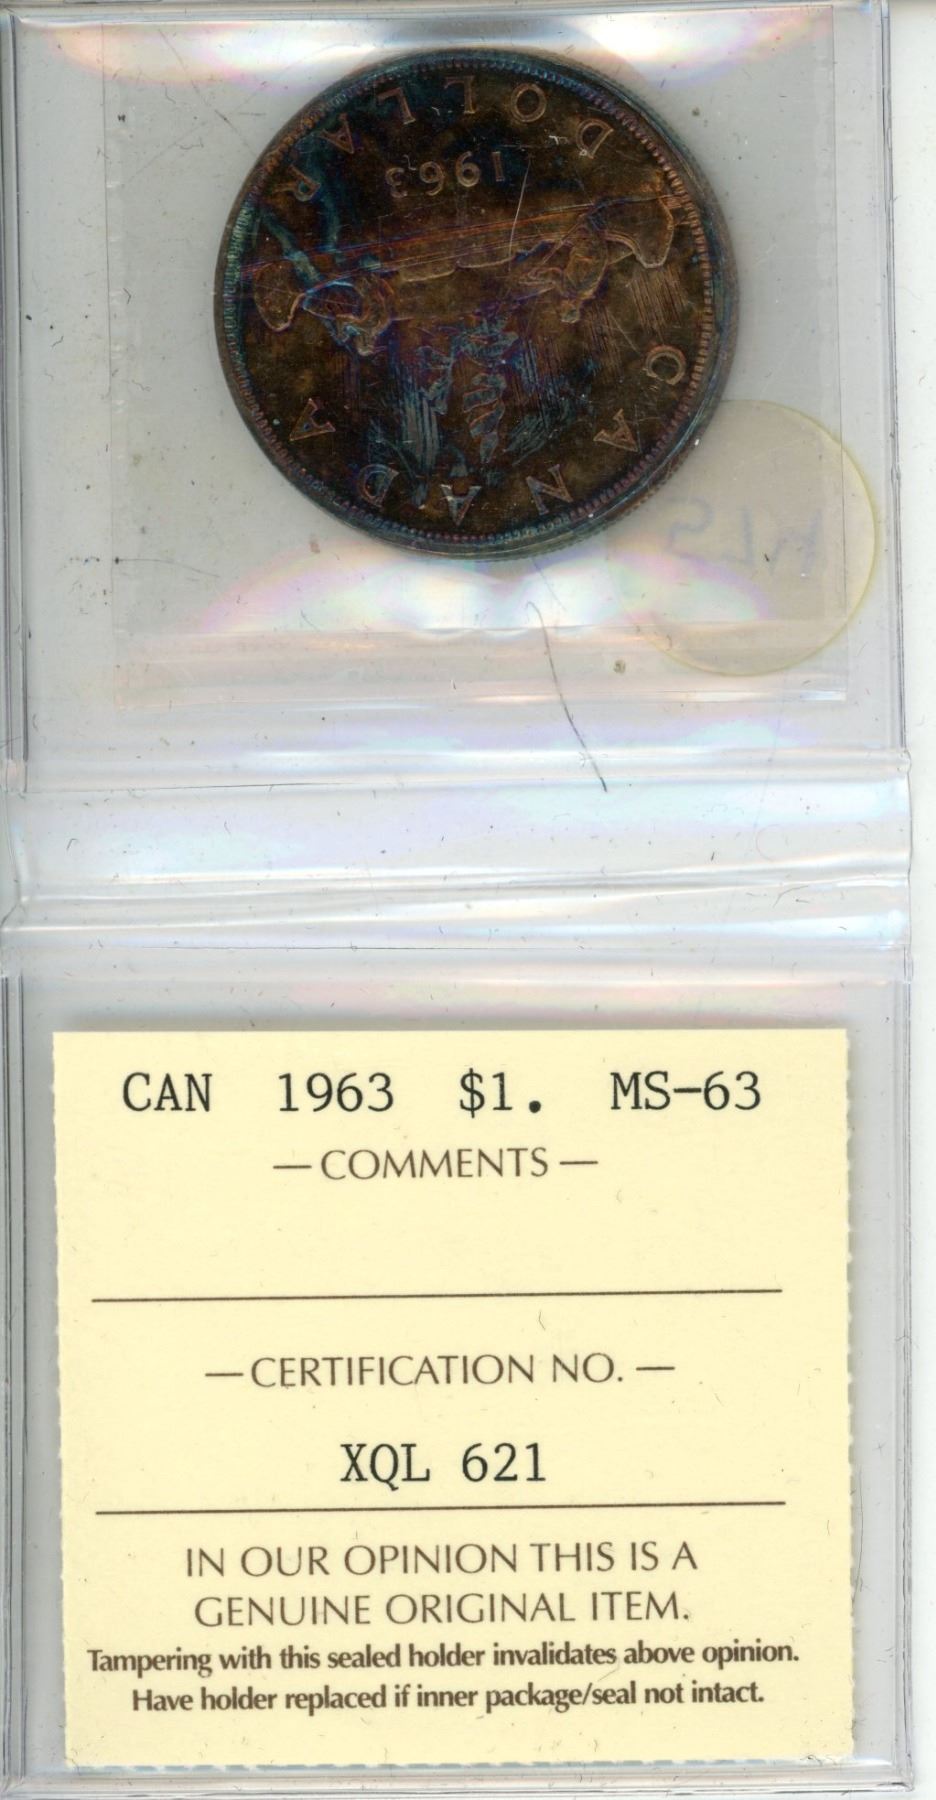 CANADA
1963
DOLLAR
CAN 1963 $1. MS-63
— COMMENTS —
— CERTIFICATION NO. —
XQL 621
IN OUR OPINION THIS IS A
GENUINE ORIGINAL ITEM.
Tampering with this sealed holder invalidates above opinion.
Have holder replaced if inner package/seal not intact.